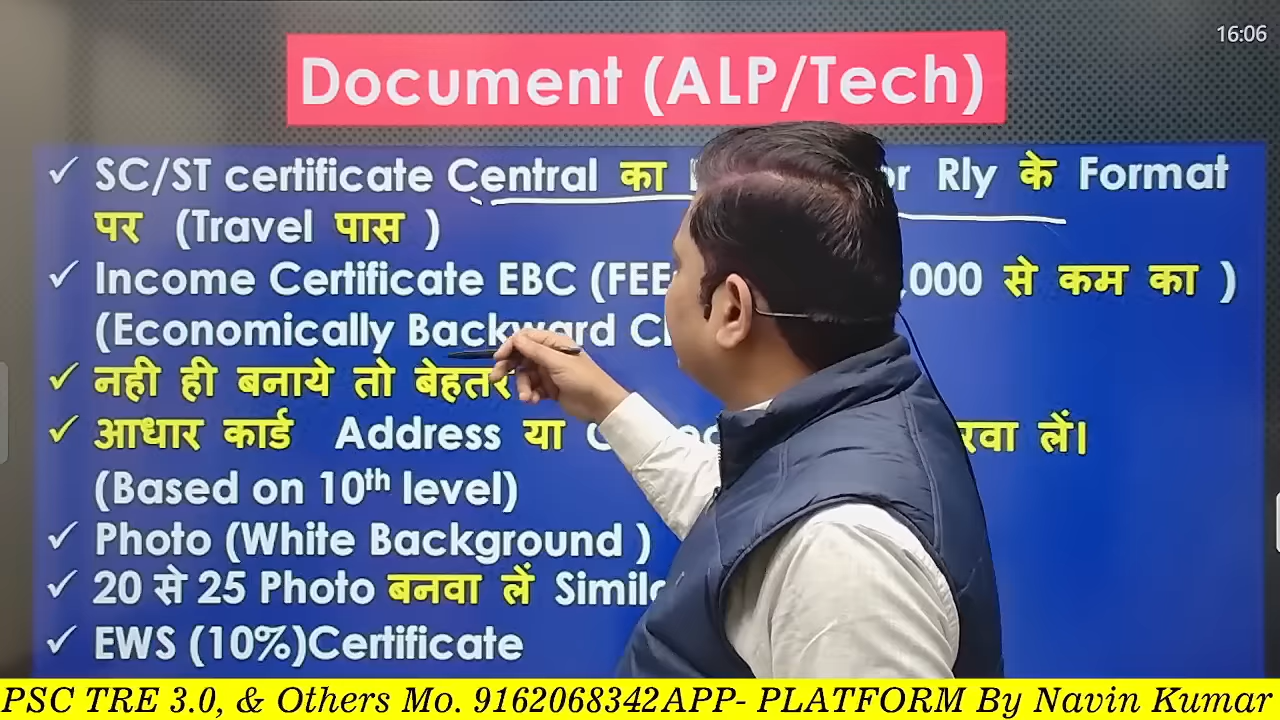 16:06
Document (ALP/Tech)
✓ SC/ST certificate Central का Rly के Format
पर (Travel पास )
✓ Income Certificate EBC (FEE ,000 से कम का )
(Economically Backward
✓ नही ही बनाये तो बेहतर
✓ आधार कार्ड Address या लें।
(Based on 10th level)
✓ Photo (White Background )
✓ 20 से 25 Photo बनवा लें
✓ EWS (10%)Certificate
PSC TRE 3.0, & Others Mo. 9162068342APP- PLATFORM By Navin Kumar